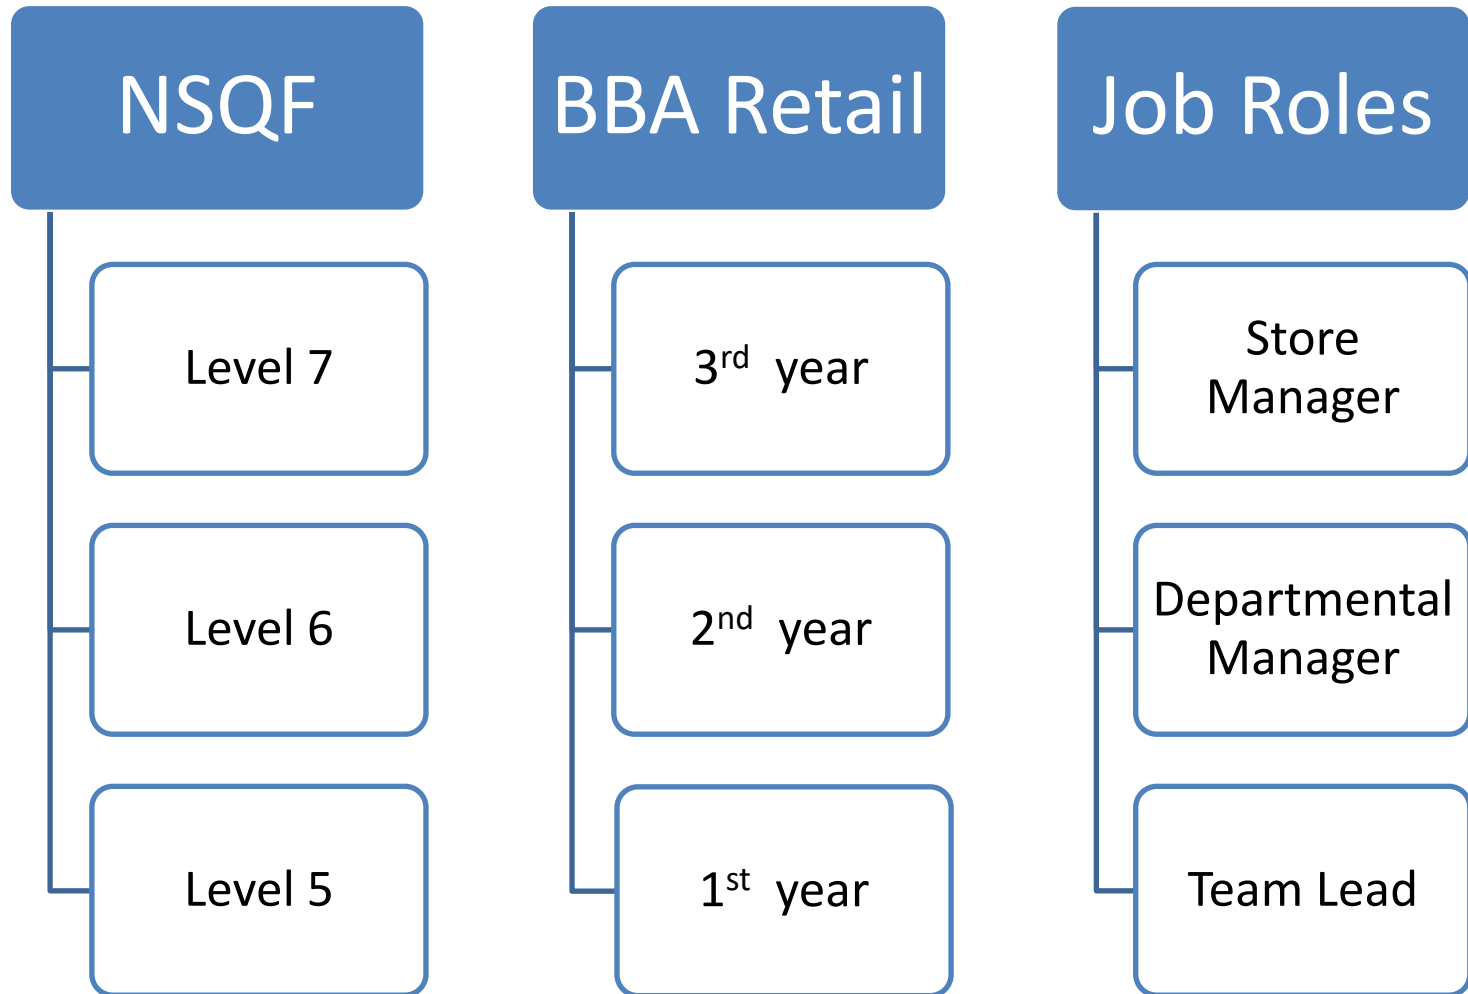 NSQF
Level 7
Level 6
Level 5
BBA Retail
3rd year
2nd year
1st year
Job Roles
Store
Manager
Departmental
Manager
Team Lead